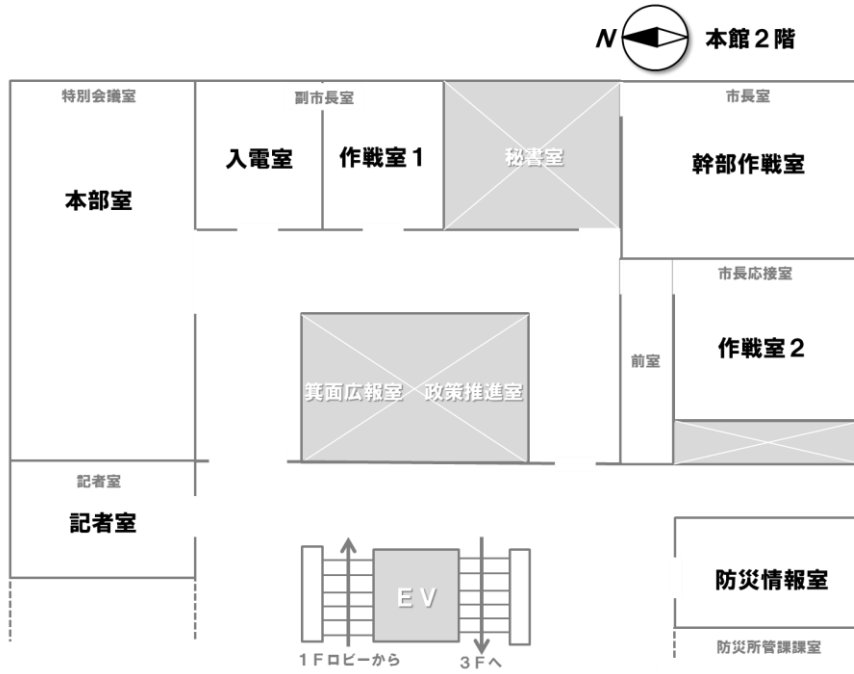 N 本館２階
特別会議室
副市長室
市長室
入電室
作戦室１
秘書室
幹部作戦室
本部室
市長応接室
作戦室２
前室
箕面広報室 政策推進室
記者室
記者室
防災情報室
ＥＶ
防災所管課課室
１Ｆロビーから
３Ｆへ